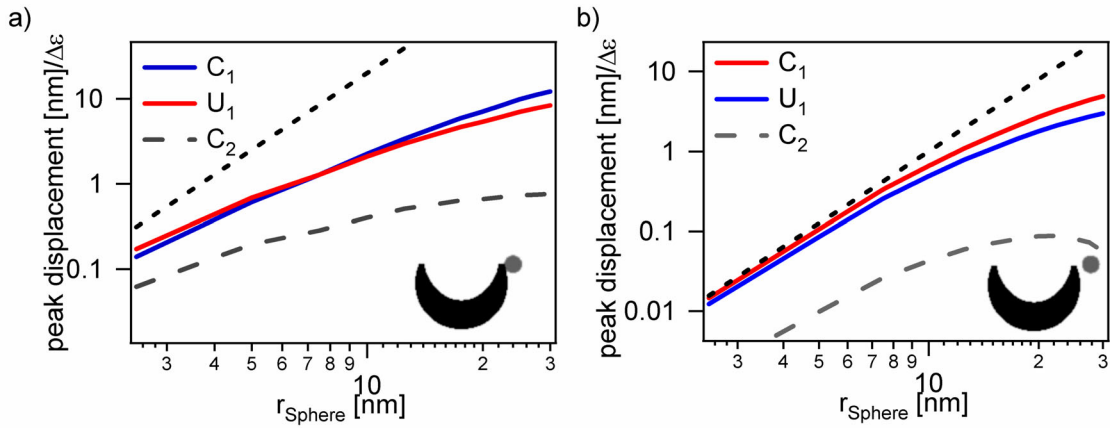 a)
peak displacement [nm]/Δε
C₁
U₁
C₂
10
1
0.1
3 4 5 6 7 8 9 10 2 3
r_Sphere [nm]
b)
peak displacement [nm]/Δε
C₁
U₁
C₂
10
1
0.1
0.01
3 4 5 6 7 8 9 10 2 3
r_Sphere [nm]